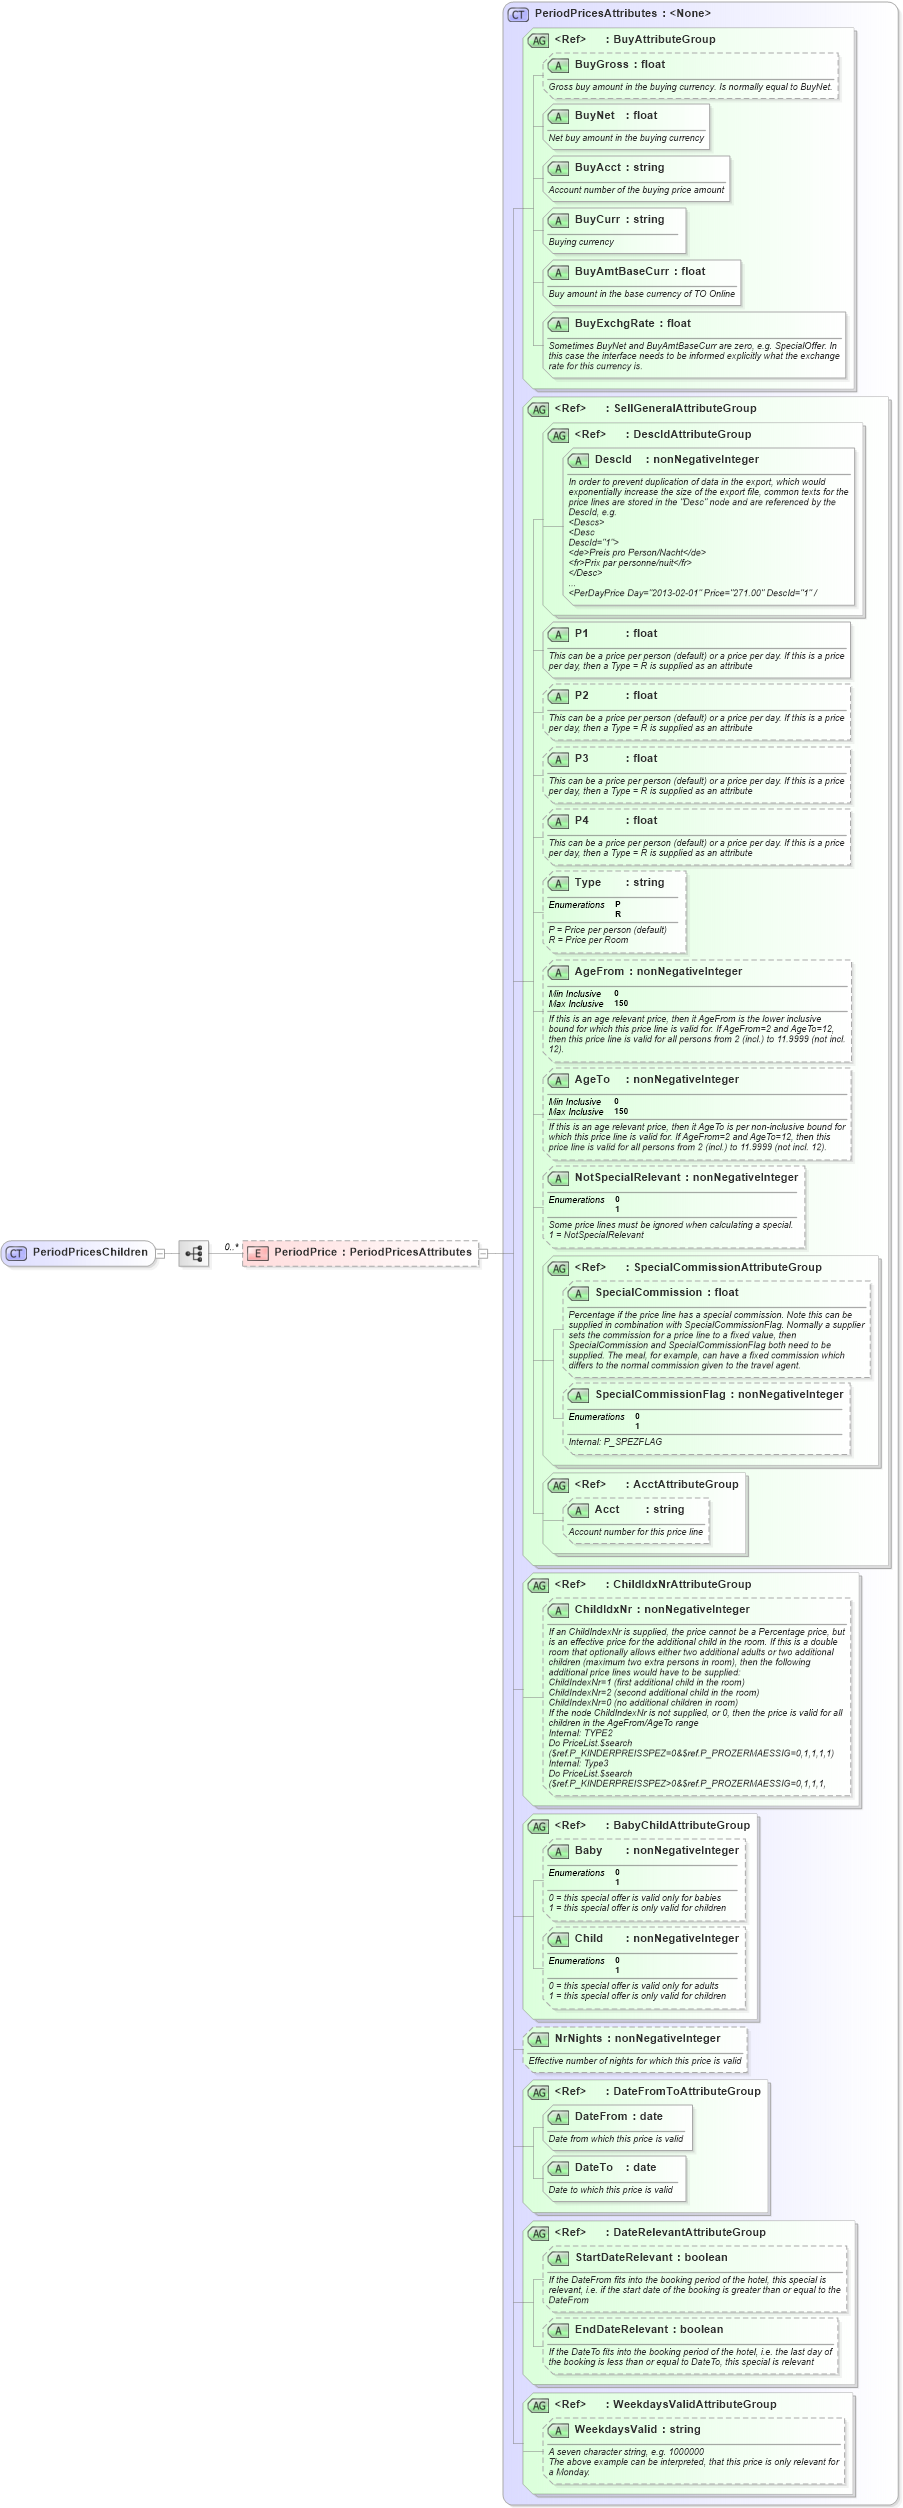 CT PeriodPricesAttributes : <None>
AG <Ref> : BuyAttributeGroup
A BuyGross : float
Gross buy amount in the buying currency. Is normally equal to BuyNet.
A BuyNet : float
Net buy amount in the buying currency
A BuyAcct : string
Account number of the buying price amount
A BuyCurr : string
Buying currency
A BuyAmtBaseCurr : float
Buy amount in the base currency of TO Online
A BuyExchgRate : float
Sometimes BuyNet and BuyAmtBaseCurr are zero, e.g. SpecialOffer. In
this case the interface needs to be informed explicitly what the exchange
rate for this currency is.
AG <Ref> : SellGeneralAttributeGroup
AG <Ref> : DescIdAttributeGroup
A DescId : nonNegativeInteger
In order to prevent duplication of data in the export, which would
exponentially increase the size of the export file, common texts for the
price lines are stored in the "Desc" node and are referenced by the
DescId, e.g.
<Descs>
<Desc
DescId="1">
<de>Preis pro Person/Nacht</de>
<fr>Prix par personne/nuit</fr>
</Desc>
...
<PerDayPrice Day="2013-02-01" Price="271.00" DescId="1" /
A P1 : float
This can be a price per person (default) or a price per day. If this is a price
per day, then a Type = R is supplied as an attribute
A P2 : float
This can be a price per person (default) or a price per day. If this is a price
per day, then a Type = R is supplied as an attribute
A P3 : float
This can be a price per person (default) or a price per day. If this is a price
per day, then a Type = R is supplied as an attribute
A P4 : float
This can be a price per person (default) or a price per day. If this is a price
per day, then a Type = R is supplied as an attribute
A Type : string
Enumerations P
R
P = Price per person (default)
R = Price per Room
A AgeFrom : nonNegativeInteger
Min Inclusive 0
Max Inclusive 150
If this is an age relevant price, then it AgeFrom is the lower inclusive
bound for which this price line is valid for. If AgeFrom=2 and AgeTo=12,
then this price line is valid for all persons from 2 (incl.) to 11.9999 (not incl.
12).
A AgeTo : nonNegativeInteger
Min Inclusive 0
Max Inclusive 150
If this is an age relevant price, then it AgeTo is per non-inclusive bound for
which this price line is valid for. If AgeFrom=2 and AgeTo=12, then this
price line is valid for all persons from 2 (incl.) to 11.9999 (not incl. 12).
A NotSpecialRelevant : nonNegativeInteger
Enumerations 0
1
Some price lines must be ignored when calculating a special.
1 = NotSpecialRelevant
CT PeriodPricesChildren
0..*
E PeriodPrice : PeriodPricesAttributes
AG <Ref> : SpecialCommissionAttributeGroup
A SpecialCommission : float
Percentage if the price line has a special commission. Note this can be
supplied in combination with SpecialCommissionFlag. Normally a supplier
sets the commission for a price line to a fixed value, then
SpecialCommission and SpecialCommissionFlag both need to be
supplied. The meal, for example, can have a fixed commission which
differs to the normal commission given to the travel agent.
A SpecialCommissionFlag : nonNegativeInteger
Enumerations 0
1
Internal: P_SPEZFLAG
AG <Ref> : AcctAttributeGroup
A Acct : string
Account number for this price line
AG <Ref> : ChildIdxNrAttributeGroup
A ChildIdxNr : nonNegativeInteger
If an ChildIndexNr is supplied, the price cannot be a Percentage price, but
is an effective price for the additional child in the room. If this is a double
room that optionally allows either two additional adults or two additional
children (maximum two extra persons in room), then the following
additional price lines would have to be supplied:
ChildIndexNr=1 (first additional child in the room)
ChildIndexNr=2 (second additional child in the room)
ChildIndexNr=0 (no additional children in room)
If the node ChildIndexNr is not supplied, or 0, then the price is valid for all
children in the AgeFrom/AgeTo range
Internal: TYPE2
Do PriceList.$search
($ref.P_KINDERPREISSPEZ=0&$ref.P_PROZERMAESSIG=0,1,1,1,1)
Internal: Type3
Do PriceList.$search
($ref.P_KINDERPREISSPEZ>0&$ref.P_PROZERMAESSIG=0,1,1,1,
AG <Ref> : BabyChildAttributeGroup
A Baby : nonNegativeInteger
Enumerations 0
1
0 = this special offer is valid only for babies
1 = this special offer is only valid for children
A Child : nonNegativeInteger
Enumerations 0
1
0 = this special offer is valid only for adults
1 = this special offer is only valid for children
A NrNights : nonNegativeInteger
Effective number of nights for which this price is valid
AG <Ref> : DateFromToAttributeGroup
A DateFrom : date
Date from which this price is valid
A DateTo : date
Date to which this price is valid
AG <Ref> : DateRelevantAttributeGroup
A StartDateRelevant : boolean
If the DateFrom fits into the booking period of the hotel, this special is
relevant, i.e. if the start date of the booking is greater than or equal to the
DateFrom
A EndDateRelevant : boolean
If the DateTo fits into the booking period of the hotel, i.e. the last day of
the booking is less than or equal to DateTo, this special is relevant
AG <Ref> : WeekdaysValidAttributeGroup
A WeekdaysValid : string
A seven character string, e.g. 1000000
The above example can be interpreted, that this price is only relevant for
a Monday.